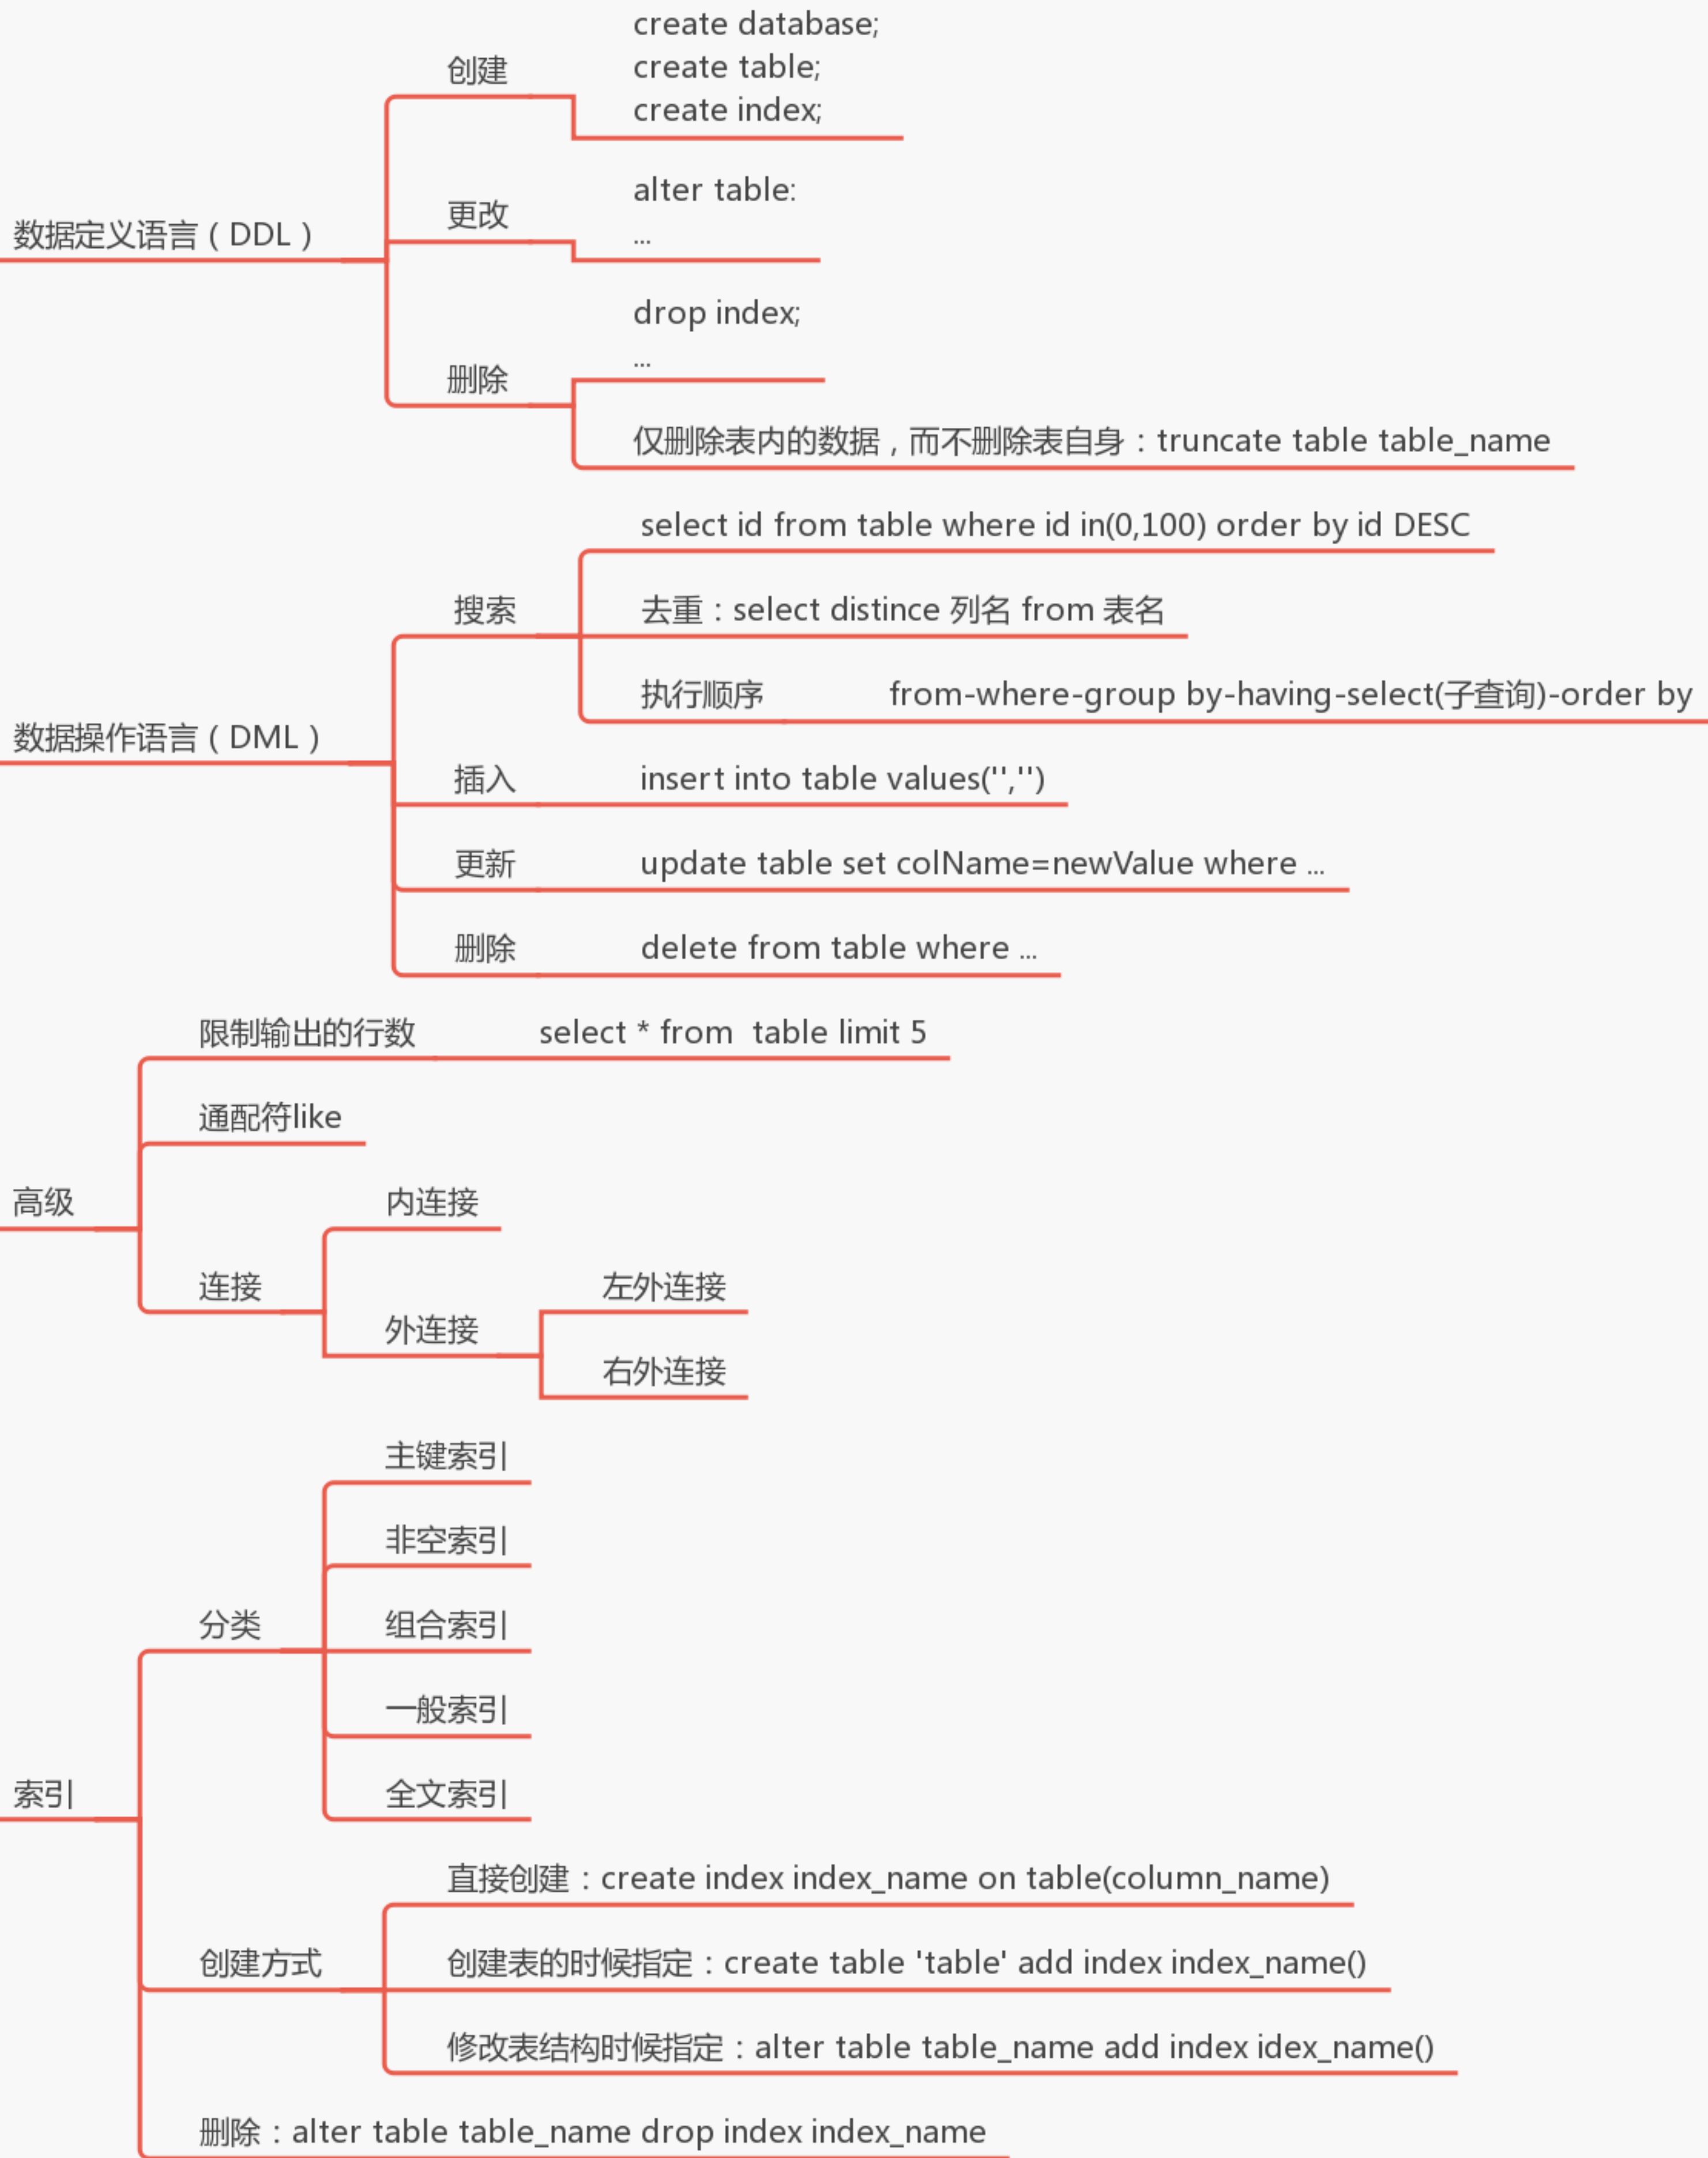 数据定义语言（DDL）
创建
create database;
create table;
create index;
更改
alter table:
...
删除
drop index;
...
仅删除表内的数据，而不删除表自身：truncate table table_name
数据操作语言（DML）
搜索
select id from table where id in(0,100) order by id DESC
去重：select distince 列名 from 表名
执行顺序
from-where-group by-having-select(子查询)-order by
插入
insert into table values('','')
更新
update table set colName=newValue where ...
删除
delete from table where ...
高级
限制输出的行数
select * from  table limit 5
通配符like
连接
内连接
外连接
左外连接
右外连接
索引
分类
主键索引
非空索引
组合索引
一般索引
全文索引
创建方式
直接创建：create index index_name on table(column_name)
创建表的时候指定：create table 'table' add index index_name()
修改表结构时候指定：alter table table_name add index idex_name()
删除：alter table table_name drop index index_name